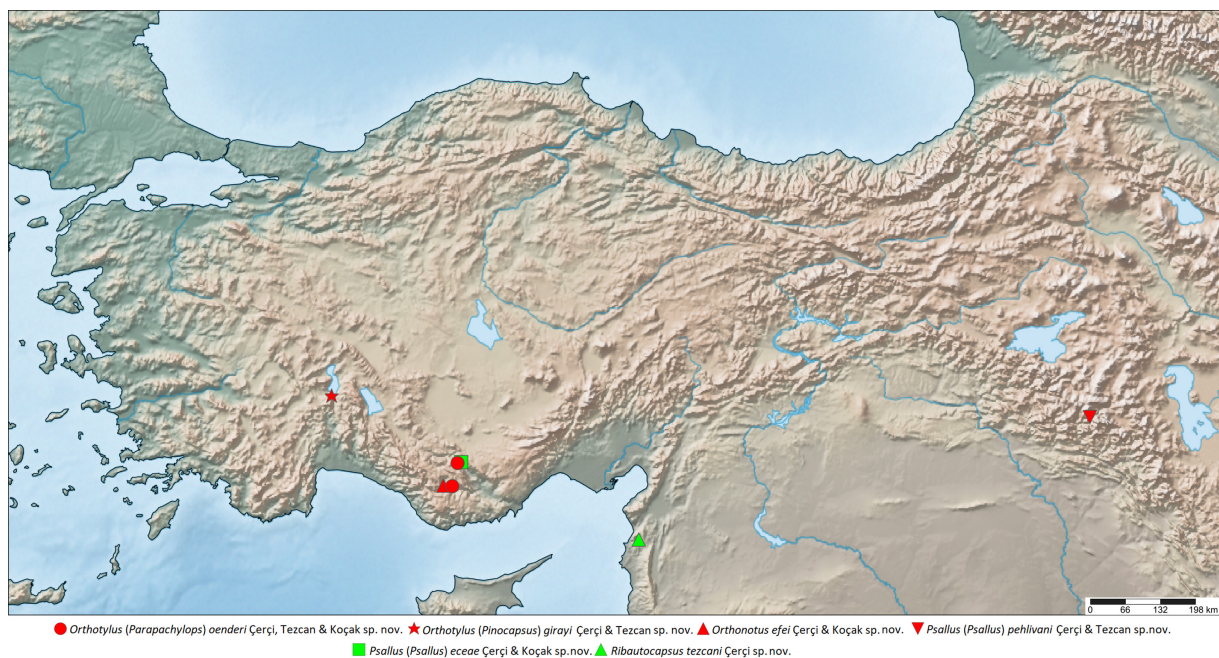 0 66 132 198 km
Orthotylus (Parapachylops) oenderi Çerçi, Tezcan & Koçak sp. nov. Orthotylus (Pinocapsus) girayi Çerçi & Tezcan sp. nov. Orthonotus efei Çerçi & Koçak sp. nov. Psallus (Psallus) pehlivani Çerçi & Tezcan sp.nov.
Psallus (Psallus) eceae Çerçi & Koçak sp.nov. Ribautocapsus tezcani Çerçi sp.nov.